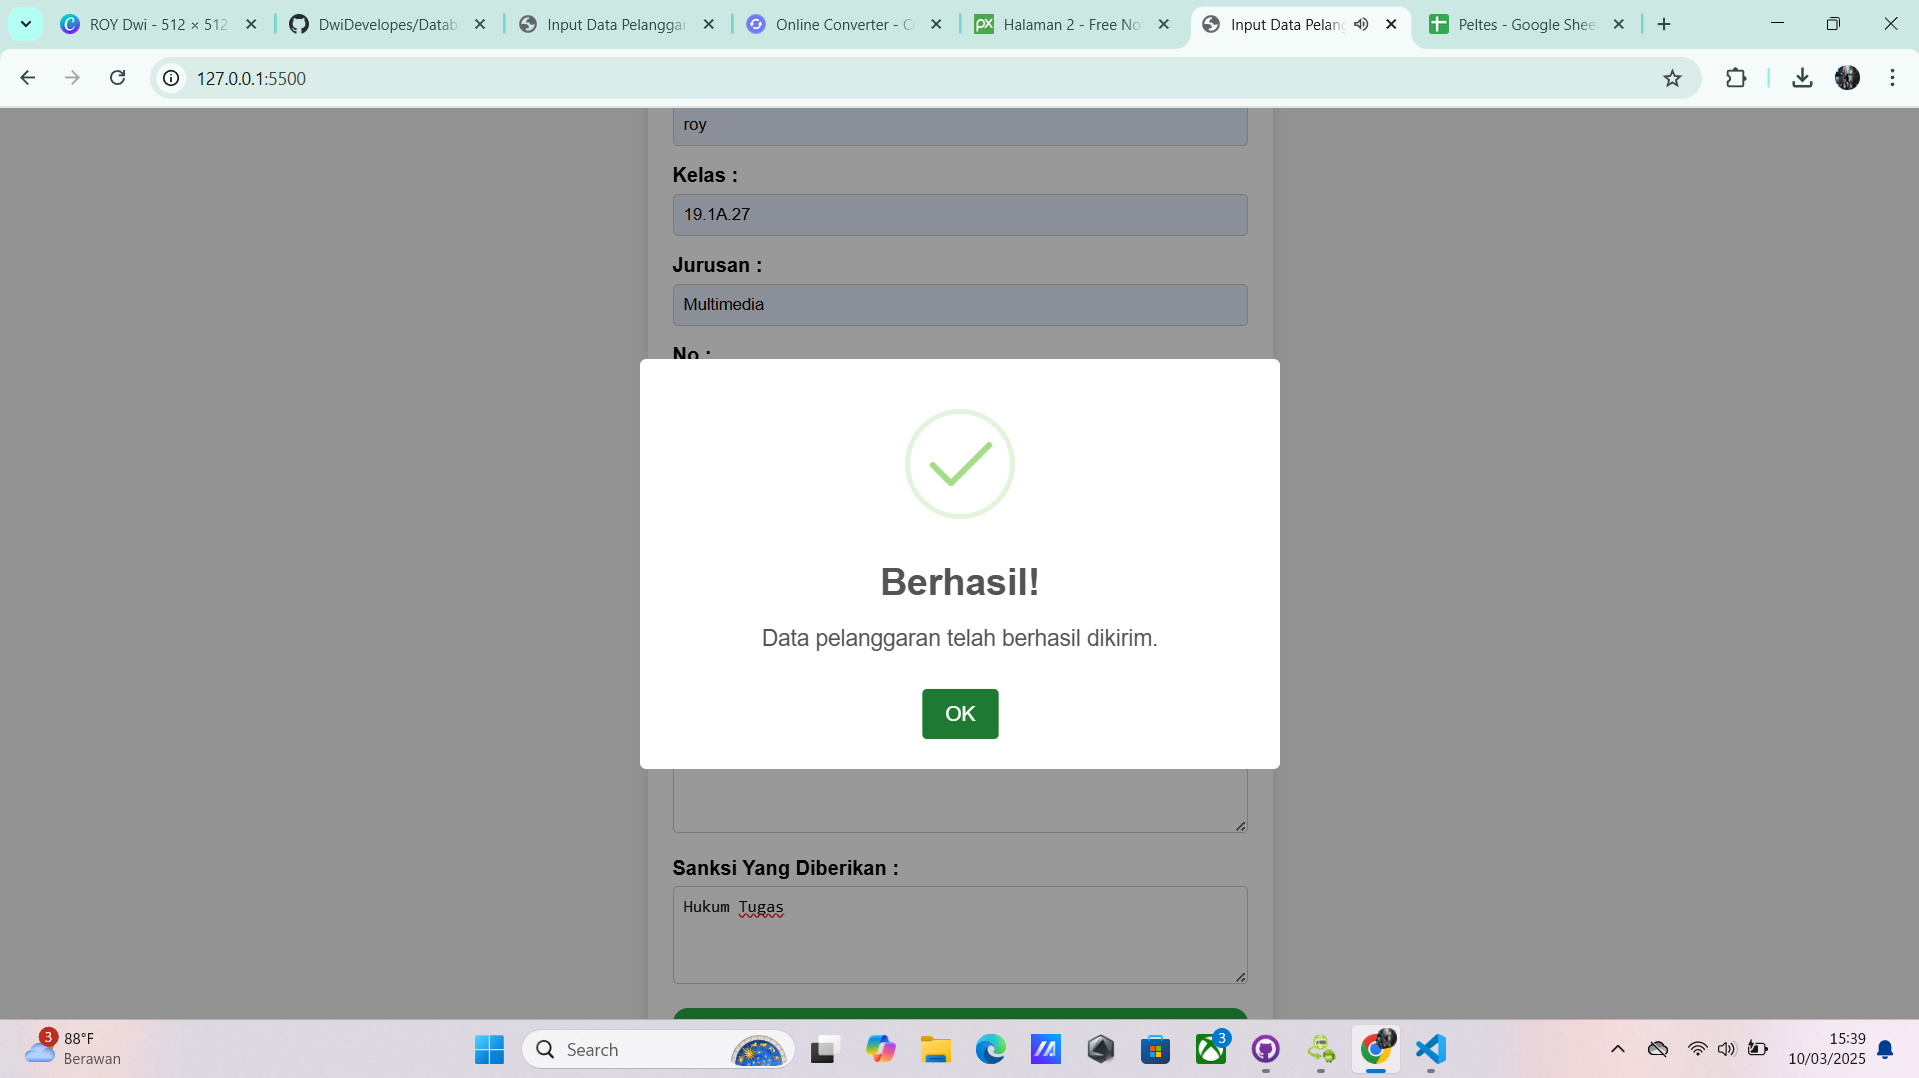 ROY Dwi - 512 × 512
DwiDevelopes/Datab
Input Data Pelanggar
Online Converter - C
Halaman 2 - Free No
Input Data Pelang
Peltes - Google Shee
127.0.0.1:5500
roy
Kelas :
19.1A.27
Jurusan :
Multimedia
No :
Berhasil!
Data pelanggaran telah berhasil dikirim.
OK
Sanksi Yang Diberikan :
Hukum Tugas
3
88°F
Berawan
Search
3
15:39
10/03/2025